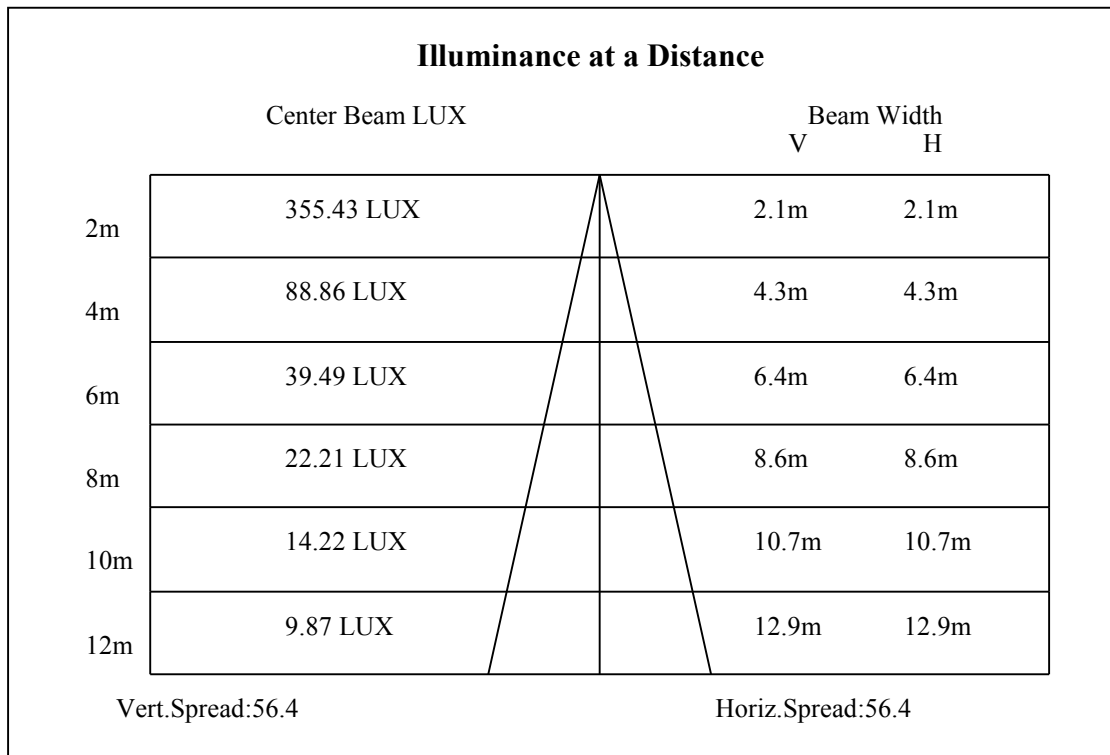 Illuminance at a Distance
Center Beam LUX Beam Width
V H
2m 355.43 LUX 2.1m 2.1m
4m 88.86 LUX 4.3m 4.3m
6m 39.49 LUX 6.4m 6.4m
8m 22.21 LUX 8.6m 8.6m
10m 14.22 LUX 10.7m 10.7m
12m 9.87 LUX 12.9m 12.9m
Vert.Spread:56.4 Horiz.Spread:56.4